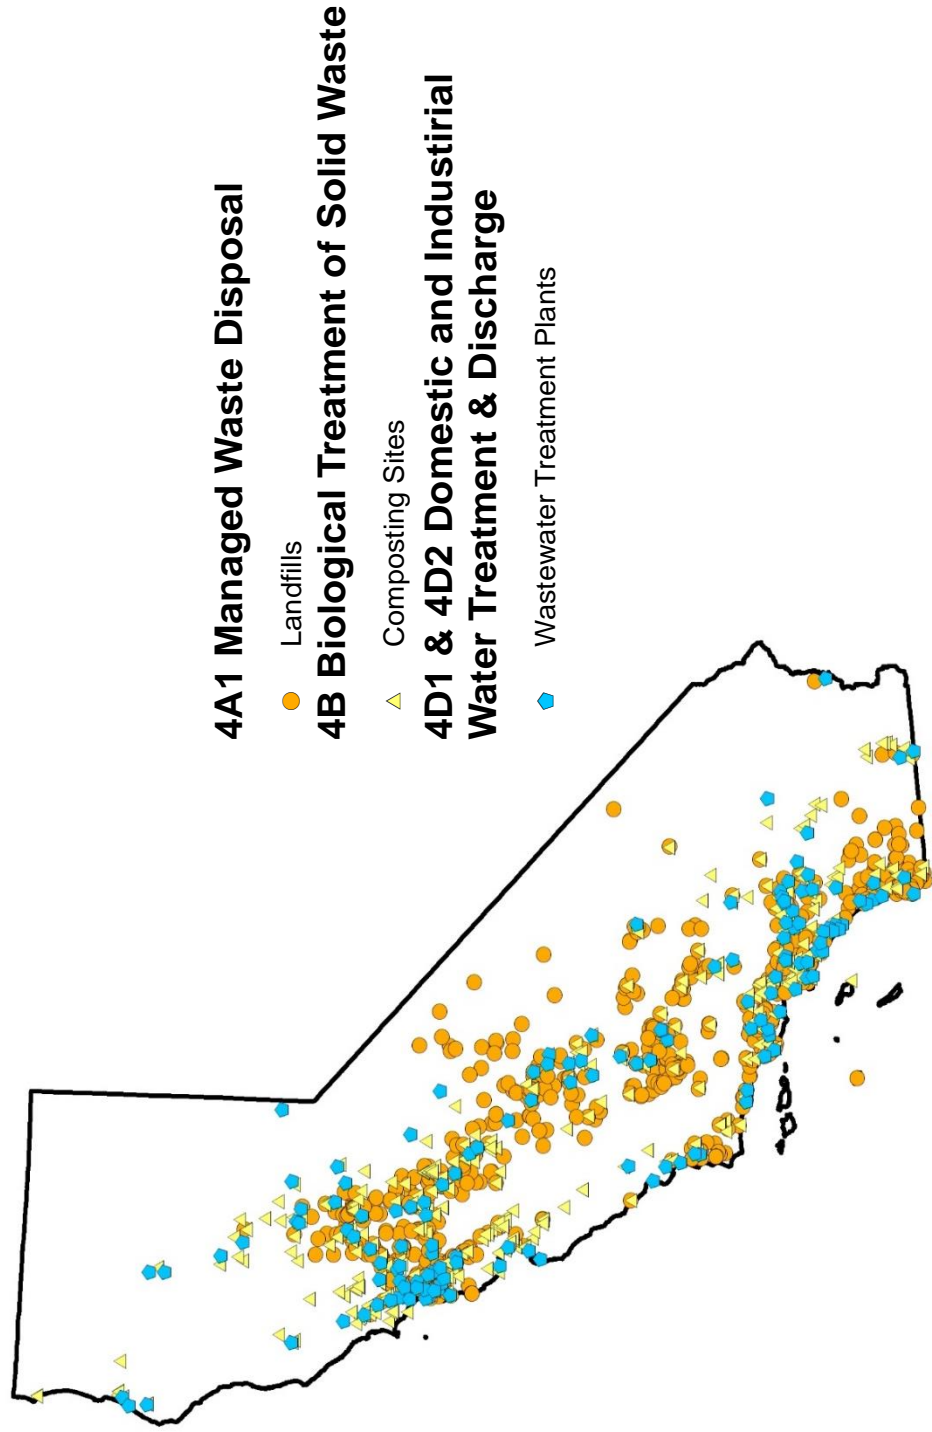 4A1 Managed Waste Disposal
Landfills
4B Biological Treatment of Solid Waste
Composting Sites
4D1 & 4D2 Domestic and Industirial
Water Treatment & Discharge
Wastewater Treatment Plants